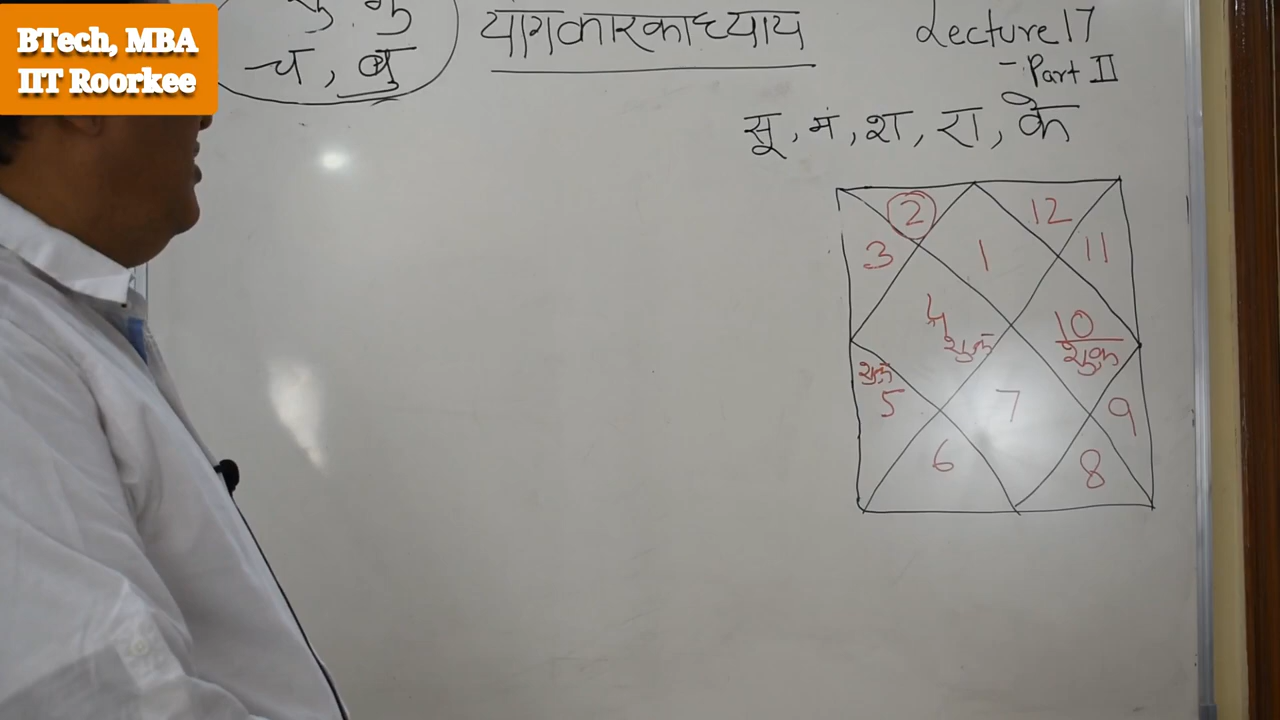 BTech, MBA
IIT Roorkee
शु. गु
च, बु
योगकारकाध्याय
Lecture 17
- Part II
सू, मं, श, रा, के
2
12
3
1
11
4
10
शुक्र
शुक्र
शुक्र
5
7
9
6
8